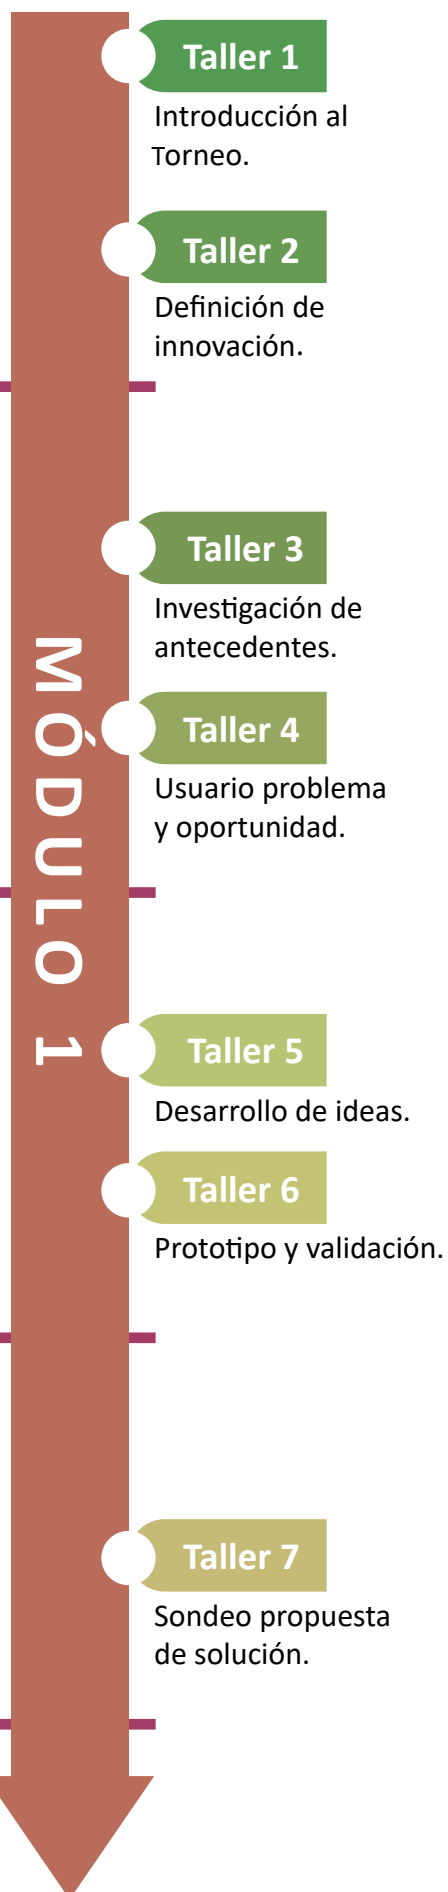 Taller 1
Introducción al
Torneo.
Taller 2
Definición de
innovación.
Taller 3
Investigación de
antecedentes.
Taller 4
Usuario problema
y oportunidad.
MÓDULO 1
Taller 5
Desarrollo de ideas.
Taller 6
Prototipo y validación.
Taller 7
Sondeo propuesta
de solución.